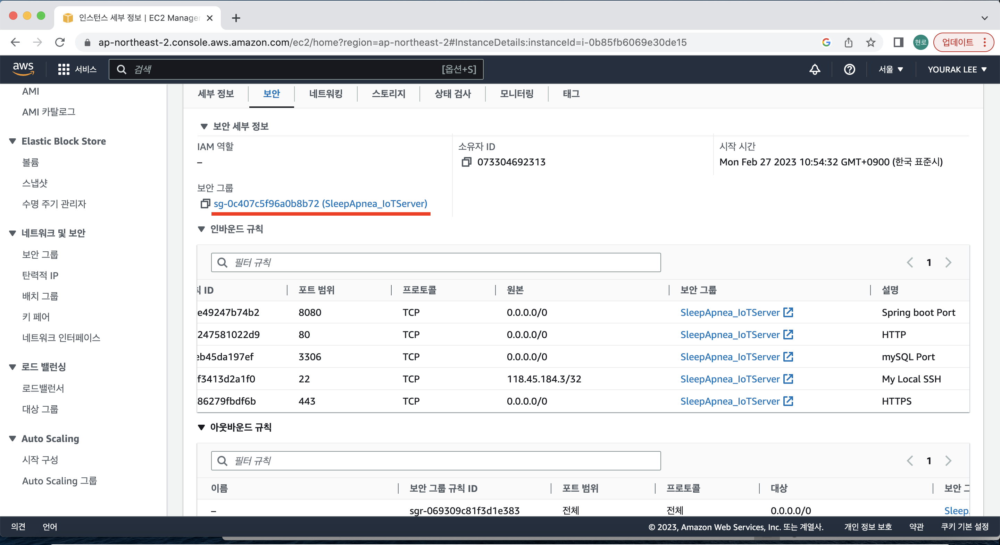 인스턴스 세부 정보 | EC2 Manager
ap-northeast-2.console.aws.amazon.com/ec2/home?region=ap-northeast-2#InstanceDetails:instanceId=i-0b85fb6069e30de15
현로
업데이트
aws
서비스
검색
[옵션+S]
서울
YOURAK LEE
AMI
AMI 카탈로그
Elastic Block Store
볼륨
스냅샷
수명 주기 관리자
네트워크 및 보안
보안 그룹
탄력적 IP
배치 그룹
키 페어
네트워크 인터페이스
로드 밸런싱
로드밸런서
대상 그룹
Auto Scaling
시작 구성
Auto Scaling 그룹
세부 정보 보안 네트워킹 스토리지 상태 검사 모니터링 태그
보안 세부 정보
IAM 역할
–
소유자 ID
073304692313
시작 시간
Mon Feb 27 2023 10:54:32 GMT+0900 (한국 표준시)
보안 그룹
sg-0c407c5f96a0b8b72 (SleepApnea_IoTServer)
인바운드 규칙
필터 규칙
1
ID 포트 범위 프로토콜 원본 보안 그룹 설명
e49247b74b2 8080 TCP 0.0.0.0/0 SleepApnea_IoTServer Spring boot Port
247581022d9 80 TCP 0.0.0.0/0 SleepApnea_IoTServer HTTP
eb45da197ef 3306 TCP 0.0.0.0/0 SleepApnea_IoTServer mySQL Port
f3413d2a1f0 22 TCP 118.45.184.3/32 SleepApnea_IoTServer My Local SSH
86279fbdf6b 443 TCP 0.0.0.0/0 SleepApnea_IoTServer HTTPS
아웃바운드 규칙
필터 규칙
1
이름 보안 그룹 규칙 ID 포트 범위 프로토콜 대상 보안
– sgr-069309c81f3d1e383 전체 전체 0.0.0.0/0 Sleep
의견 언어 © 2023, Amazon Web Services, Inc. 또는 계열사. 개인 정보 보호 약관 쿠키 기본 설정